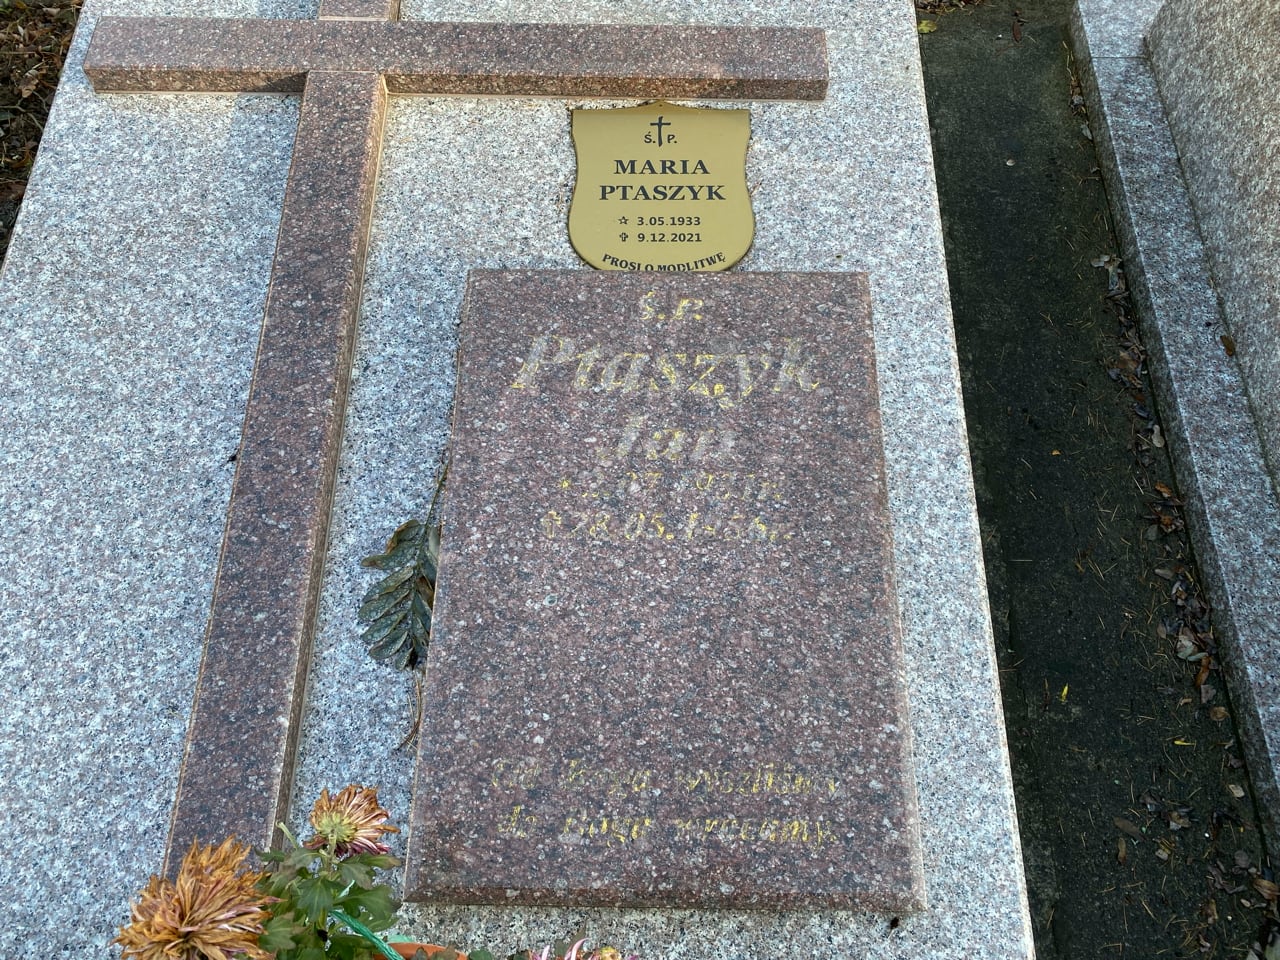 Ś. P.
MARIA
PTASZYK
☆ 3.05.1933
✞ 9.12.2021
PROSI O MODLITWĘ
Ś. P.
Ptaszyk
Jan
Od Boga wyszliśmy
do Boga wracamy.